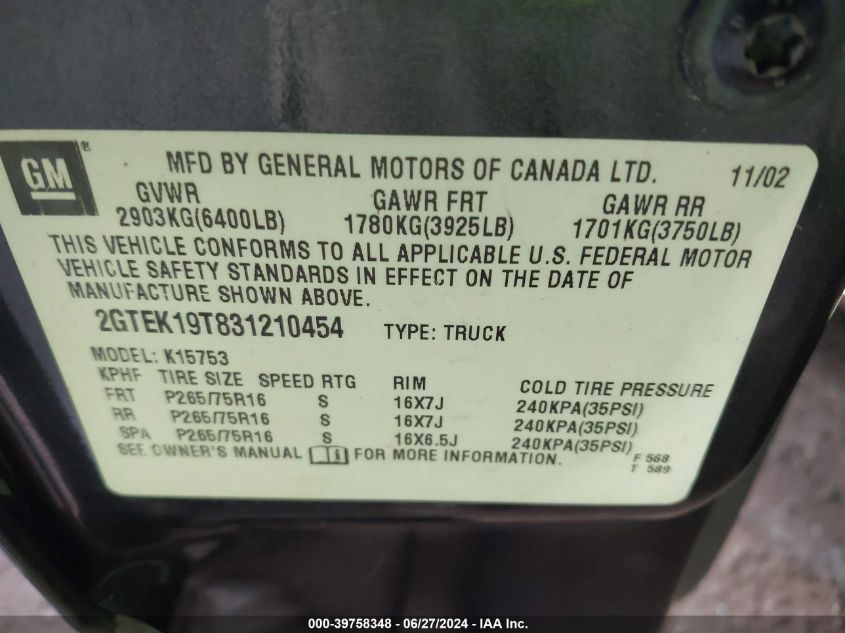 GM ®
MFD BY GENERAL MOTORS OF CANADA LTD. 11/02
GVWR GAWR FRT GAWR RR
2903KG(6400LB) 1780KG(3925LB) 1701KG(3750LB)
THIS VEHICLE CONFORMS TO ALL APPLICABLE U.S. FEDERAL MOTOR
VEHICLE SAFETY STANDARDS IN EFFECT ON THE DATE OF
MANUFACTURE SHOWN ABOVE.
2GTEK19T831210454 TYPE: TRUCK
MODEL: K15753
KPHF TIRE SIZE SPEED RTG RIM COLD TIRE PRESSURE
FRT P265/75R16 S 16X7J 240KPA(35PSI)
RR P265/75R16 S 16X7J 240KPA(35PSI)
SPA P265/75R16 S 16X6.5J 240KPA(35PSI)
SEE OWNER'S MANUAL FOR MORE INFORMATION. F 568
T 589
000-39758348 - 06/27/2024 - IAA Inc.